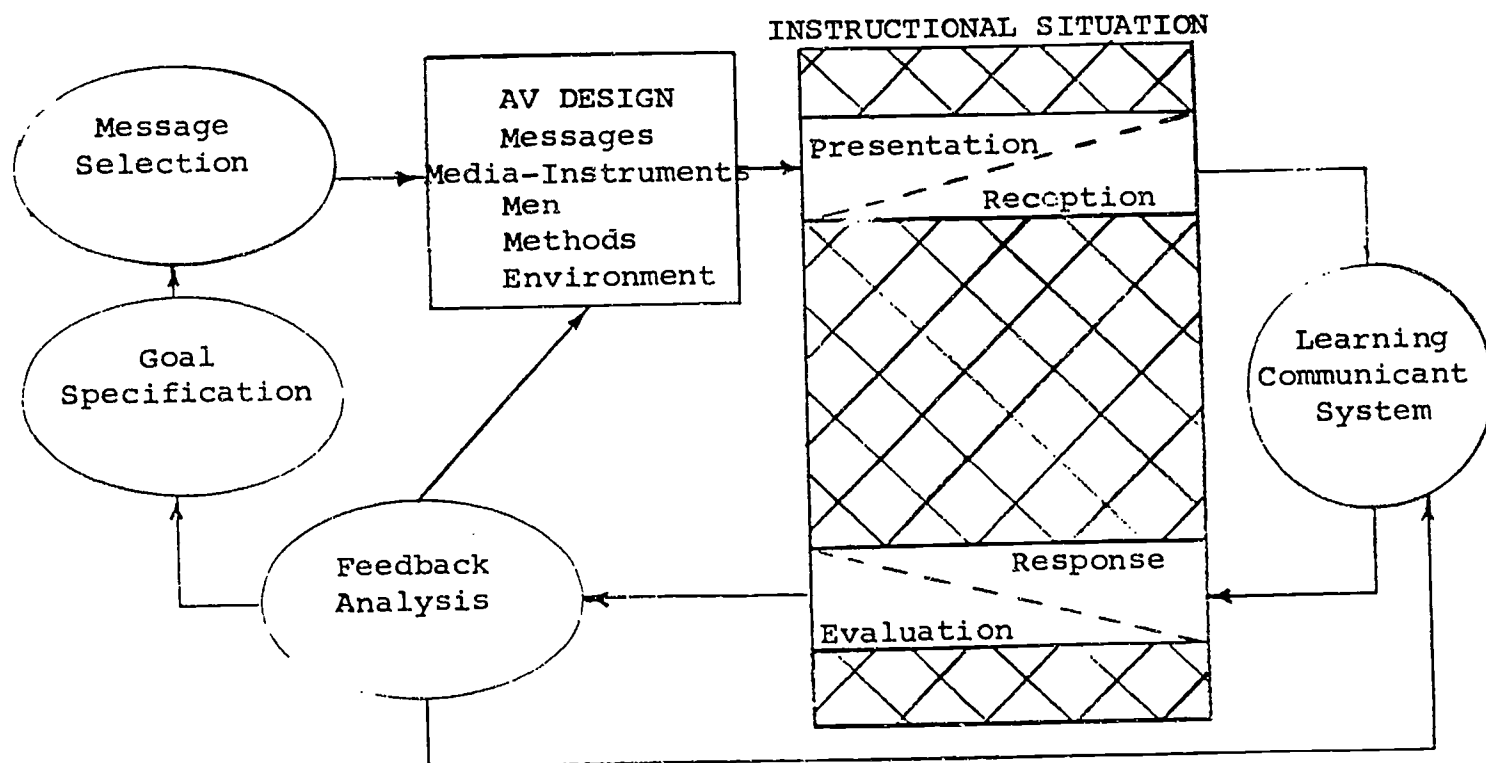 INSTRUCTIONAL SITUATION
Message
Selection
AV DESIGN
Messages
Media-Instruments
Men
Methods
Environment
Presentation
Reception
Goal
Specification
Learning
Communicant
System
Feedback
Analysis
Response
Evaluation